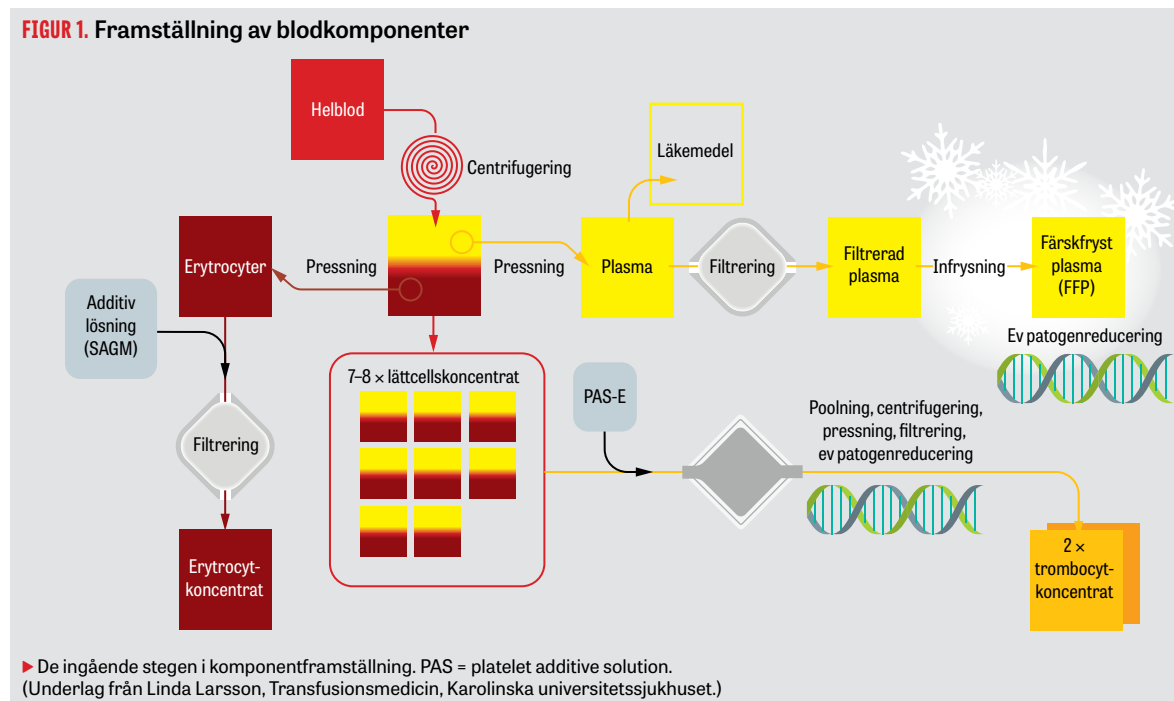 FIGUR 1. Framställning av blodkomponenter
Helblod
Centrifugering
Läkemedel
Erytrocyter
Pressning
Pressning
Plasma
Filtrering
Filtrerad
plasma
Infrysning
Färskfryst
plasma
(FFP)
Additiv
lösning
(SAGM)
Ev patogenreducering
7–8 × lättcellskoncentrat
PAS-E
Poolning, centrifugering,
pressning, filtrering,
ev patogenreducering
Filtrering
Erytrocyt-
koncentrat
2 ×
trombocyt-
koncentrat
▶ De ingående stegen i komponentframställning. PAS = platelet additive solution.
(Underlag från Linda Larsson, Transfusionsmedicin, Karolinska universitetssjukhuset.)